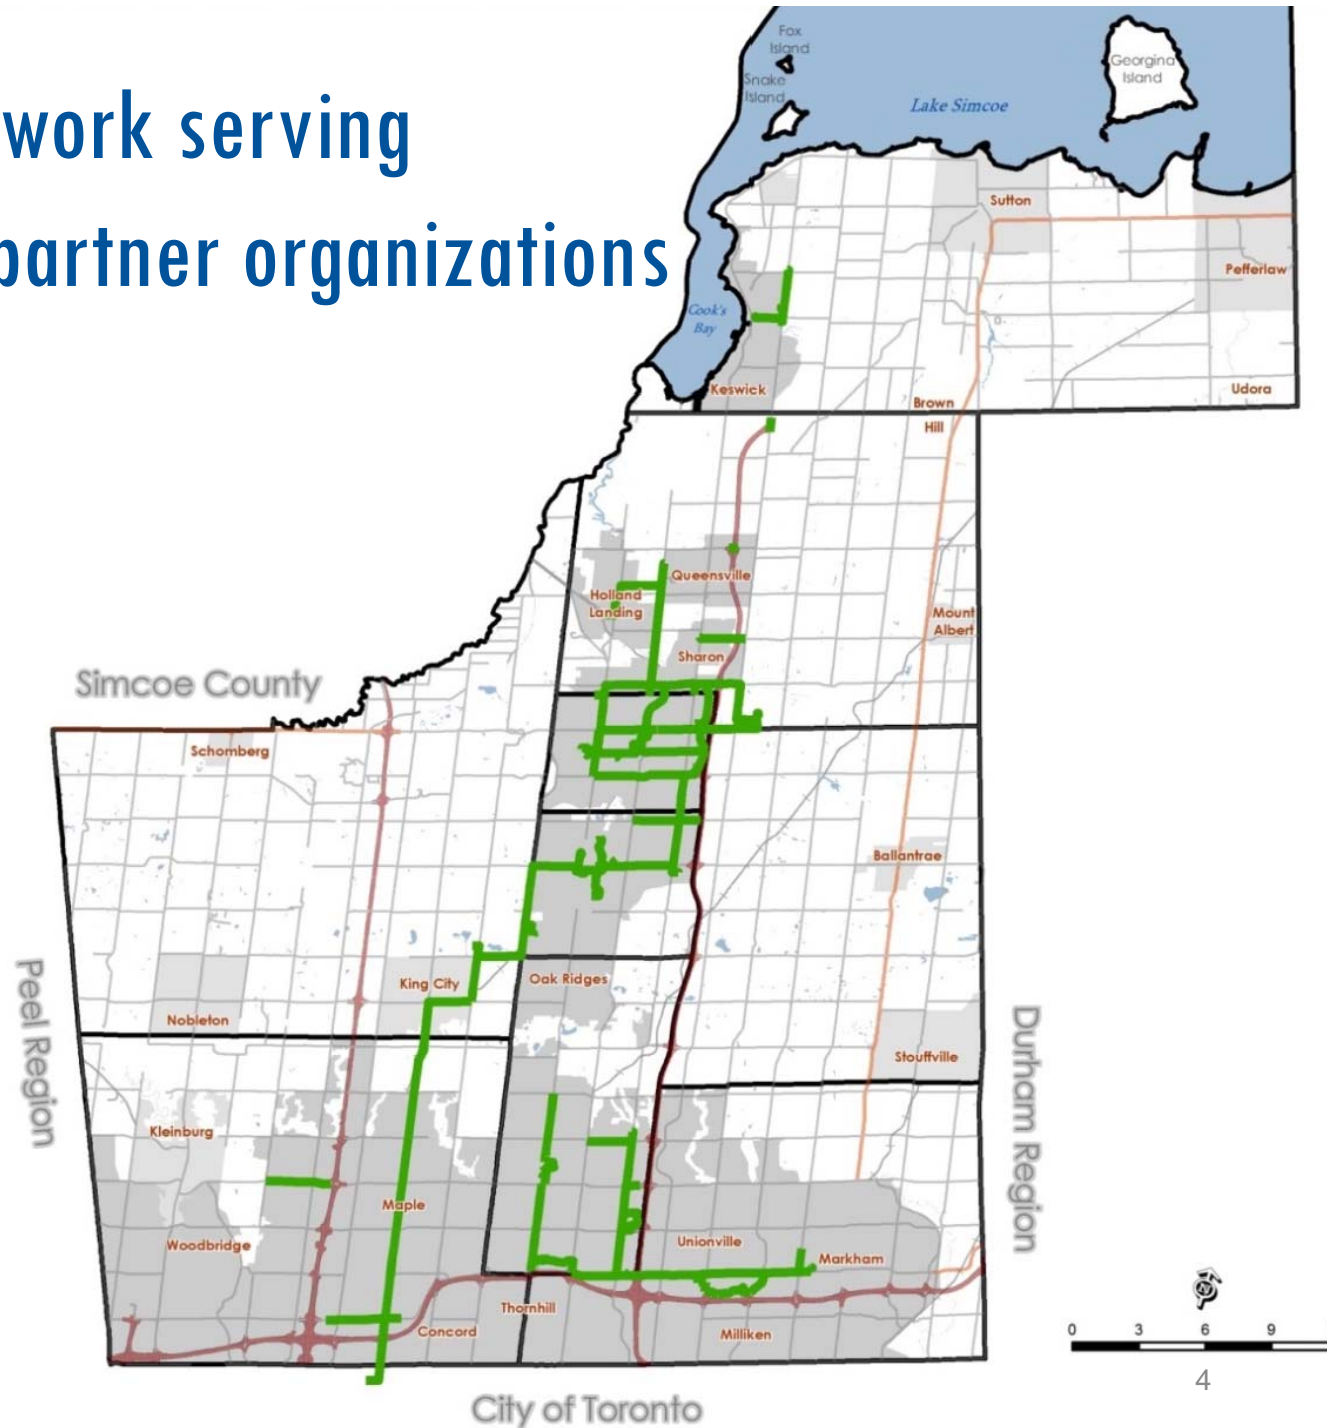 work serving
partner organizations
Fox
Island
Snake
Island
Georgina
Island
Lake Simcoe
Sutton
Pefferlaw
Cook's
Bay
Keswick
Brown
Hill
Udora
Queensville
Holland
Landing
Mount
Albert
Sharon
Simcoe County
Schomberg
Ballantrae
King City
Oak Ridges
Nobleton
Peel Region
Stouffville
Durham Region
Kleinburg
Maple
Woodbridge
Unionville
Markham
Thornhill
Concord
Milliken
0 3 6 9
4
City of Toronto